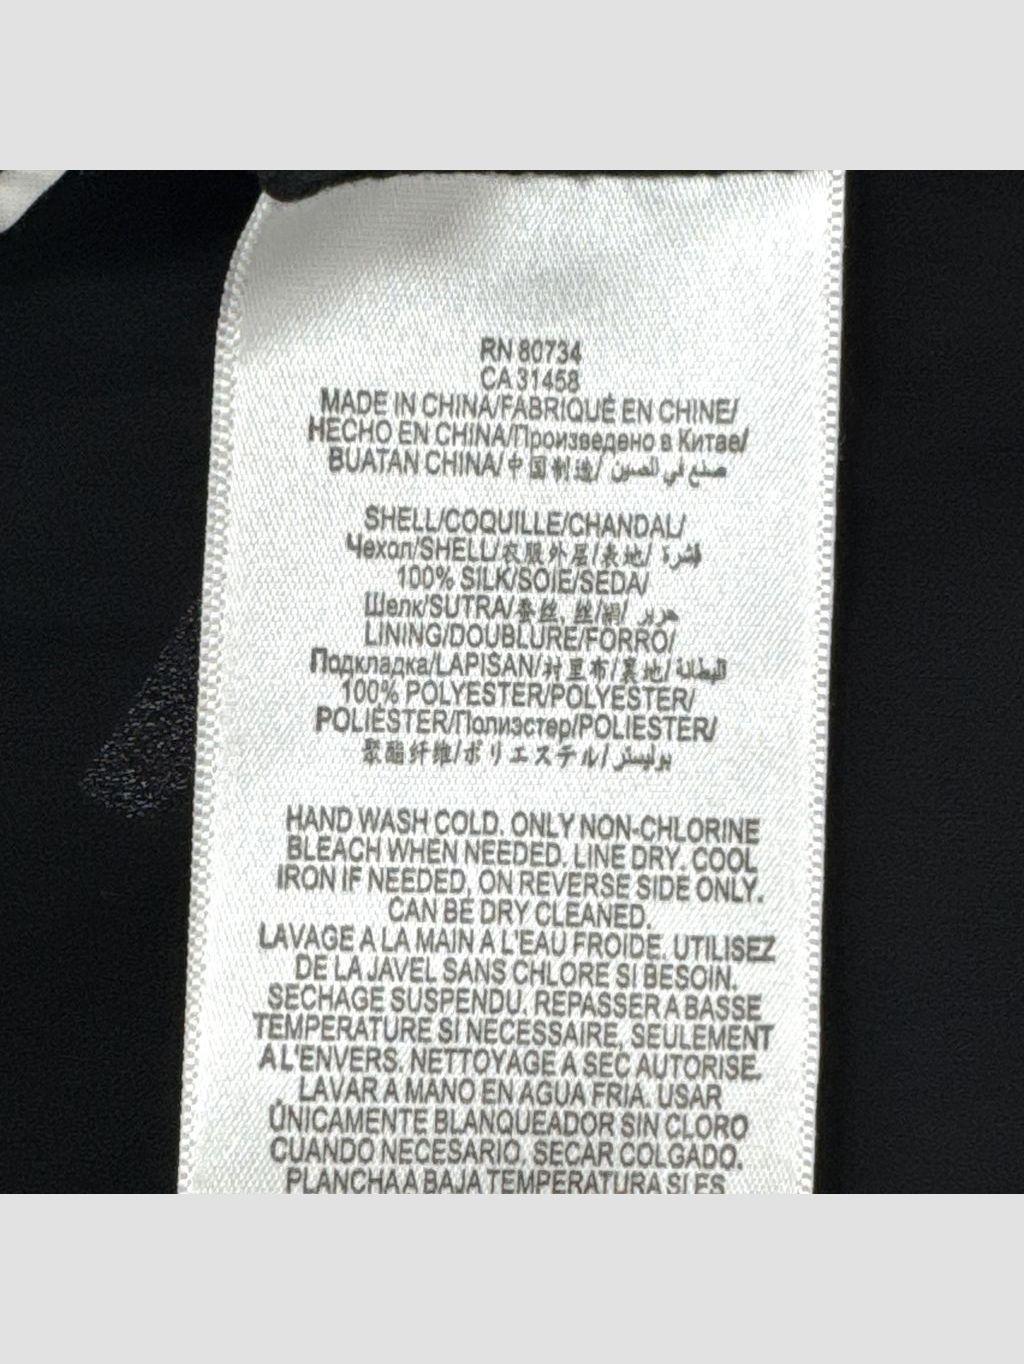 RN 80734
CA 31458
MADE IN CHINA/FABRIQUÉ EN CHINE/
HECHO EN CHINA/Произведено в Китае/
BUATAN CHINA/中国制造/ صنع في الصين
SHELL/COQUILLE/CHANDAL/
Чехол/SHELL/衣服外层/表地/ قشرة
100% SILK/SOIE/SEDA/
Шелк/SUTRA/蚕丝, 丝/絹/ حرير
LINING/DOUBLURE/FORRO/
Подкладка/LAPISAN/衬里布/裏地/البطانة
100% POLYESTER/POLYESTER/
POLIÉSTER/Полиэстер/POLIESTER/
聚酯纤维/ポリエステル/بوليستر
HAND WASH COLD. ONLY NON-CHLORINE
BLEACH WHEN NEEDED. LINE DRY. COOL
IRON IF NEEDED, ON REVERSE SIDE ONLY.
CAN BE DRY CLEANED.
LAVAGE A LA MAIN A L'EAU FROIDE. UTILISEZ
DE LA JAVEL SANS CHLORE SI BESOIN.
SECHAGE SUSPENDU. REPASSER A BASSE
TEMPERATURE SI NECESSAIRE, SEULEMENT
A L'ENVERS. NETTOYAGE A SEC AUTORISE.
LAVAR A MANO EN AGUA FRIA. USAR
ÚNICAMENTE BLANQUEADOR SIN CLORO
CUANDO NECESARIO. SECAR COLGADO.
PLANCHA A BAJA TEMPERATURA SI ES